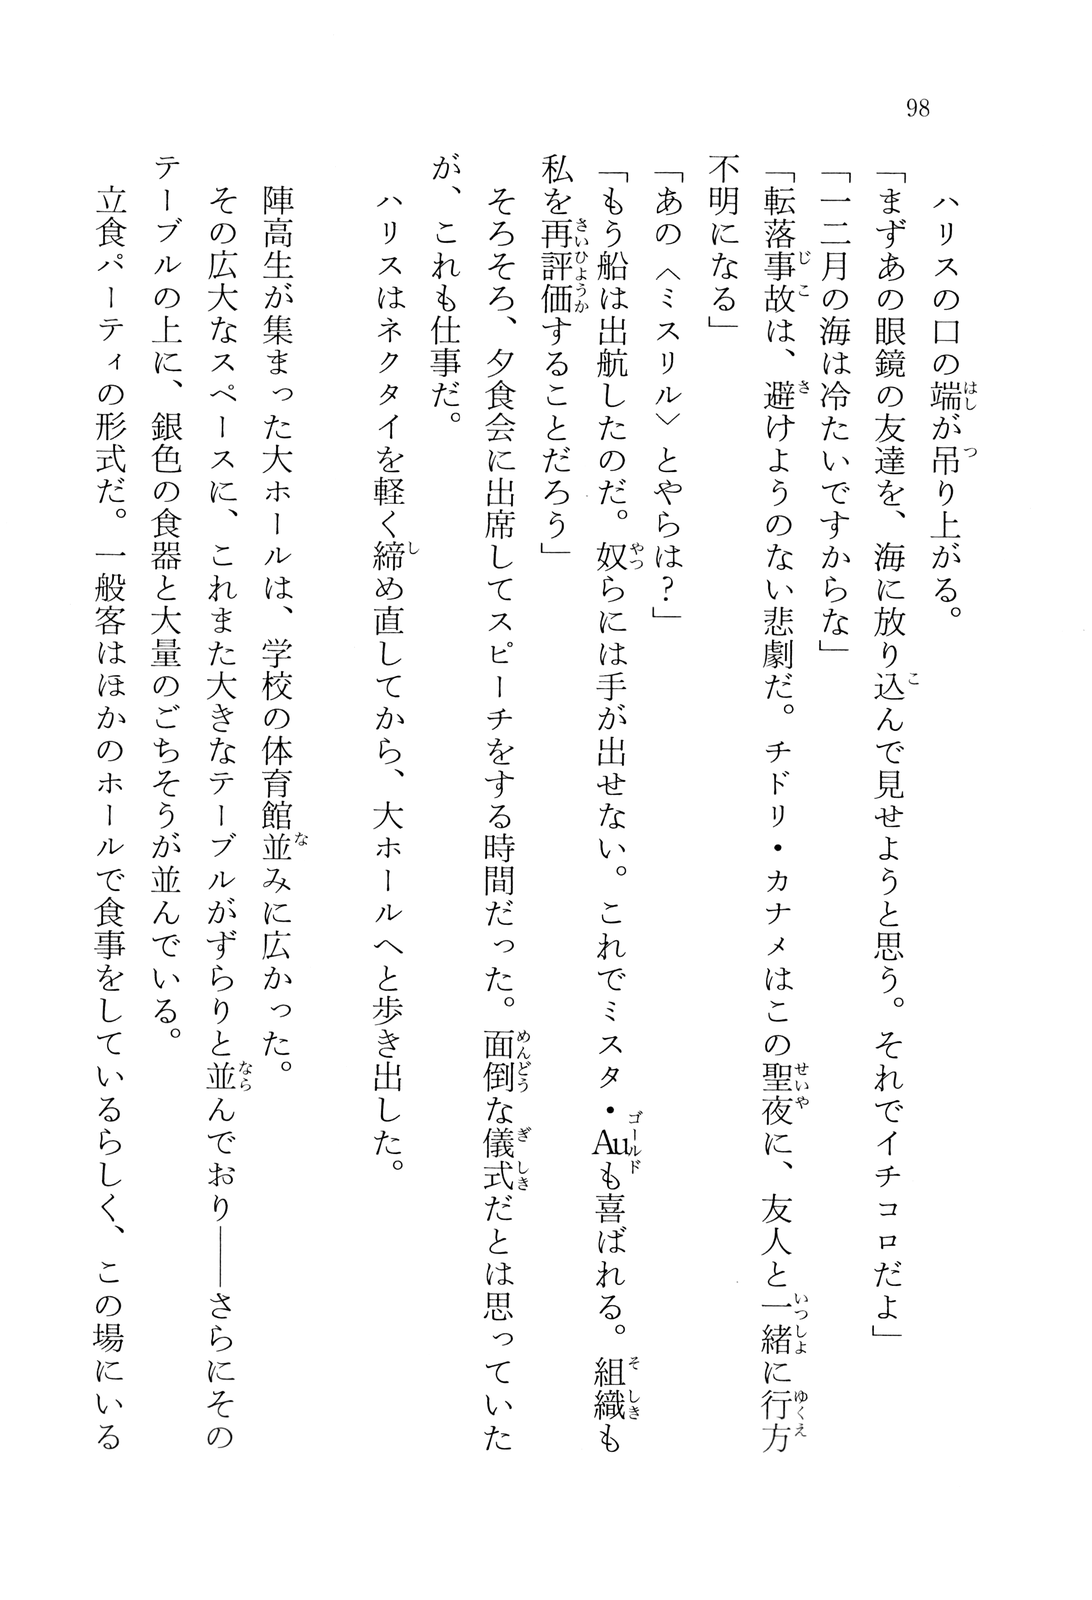 98
ハリスの口の端が吊り上がる。
「まずあの眼鏡の友達を、海に放り込んで見せようと思う。それでイチコロだよ」
「一二月の海は冷たいですからな」
「転落事故は、避けようのない悲劇だ。チドリ・カナメはこの聖夜に、友人と一緒に行方
不明になる」
「あの〈ミスリル〉とやらは?」
「もう船は出航したのだ。奴らには手が出せない。これでミスタ・Auも喜ばれる。組織も
私を再評価することだろう」
そろそろ、夕食会に出席してスピーチをする時間だった。面倒な儀式だとは思っていた
が、これも仕事だ。
ハリスはネクタイを軽く締め直してから、大ホールへと歩き出した。
陣高生が集まった大ホールは、学校の体育館並みに広かった。
その広大なスペースに、これまた大きなテーブルがずらりと並んでおり――さらにその
テーブルの上に、銀色の食器と大量のごちそうが並んでいる。
立食パーティの形式だ。一般客はほかのホールで食事をしているらしく、この場にいる